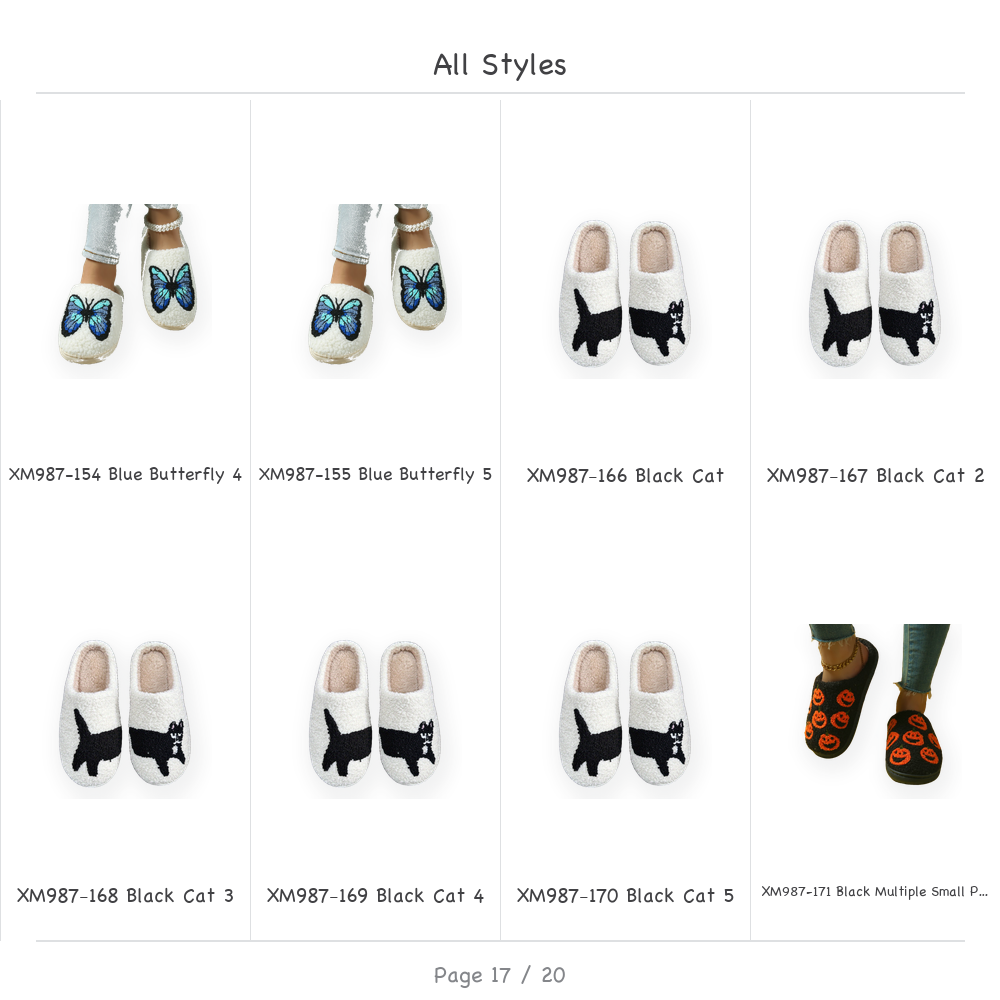 All Styles
XM987-154 Blue Butterfly 4
XM987-155 Blue Butterfly 5
XM987-166 Black Cat
XM987-167 Black Cat 2
XM987-168 Black Cat 3
XM987-169 Black Cat 4
XM987-170 Black Cat 5
XM987-171 Black Multiple Small P...
Page 17 / 20